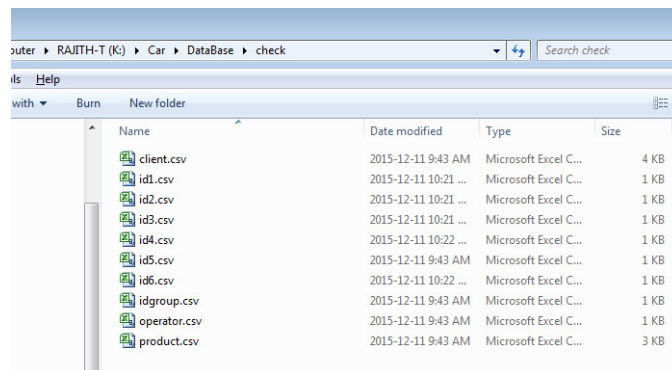 outer ▸ RAJITH-T (K:) ▸ Car ▸ DataBase ▸ check Search check
ls Help
with Burn New folder
Name Date modified Type Size
client.csv 2015-12-11 9:43 AM Microsoft Excel C... 4 KB
id1.csv 2015-12-11 10:21 ... Microsoft Excel C... 1 KB
id2.csv 2015-12-11 10:21 ... Microsoft Excel C... 1 KB
id3.csv 2015-12-11 10:21 ... Microsoft Excel C... 1 KB
id4.csv 2015-12-11 10:22 ... Microsoft Excel C... 1 KB
id5.csv 2015-12-11 9:43 AM Microsoft Excel C... 1 KB
id6.csv 2015-12-11 10:22 ... Microsoft Excel C... 1 KB
idgroup.csv 2015-12-11 9:43 AM Microsoft Excel C... 1 KB
operator.csv 2015-12-11 9:43 AM Microsoft Excel C... 1 KB
product.csv 2015-12-11 9:43 AM Microsoft Excel C... 3 KB